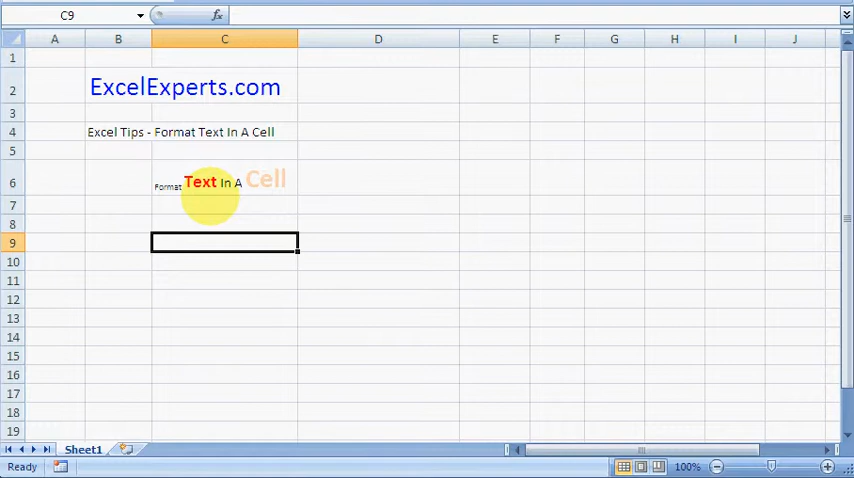 C9
fx
A B C D E F G H I J
1
2 ExcelExperts.com
3
4 Excel Tips - Format Text In A Cell
5
6 Format Text In A Cell
7
8
9
10
11
12
13
14
15
16
17
18
19
Sheet1
Ready 100%